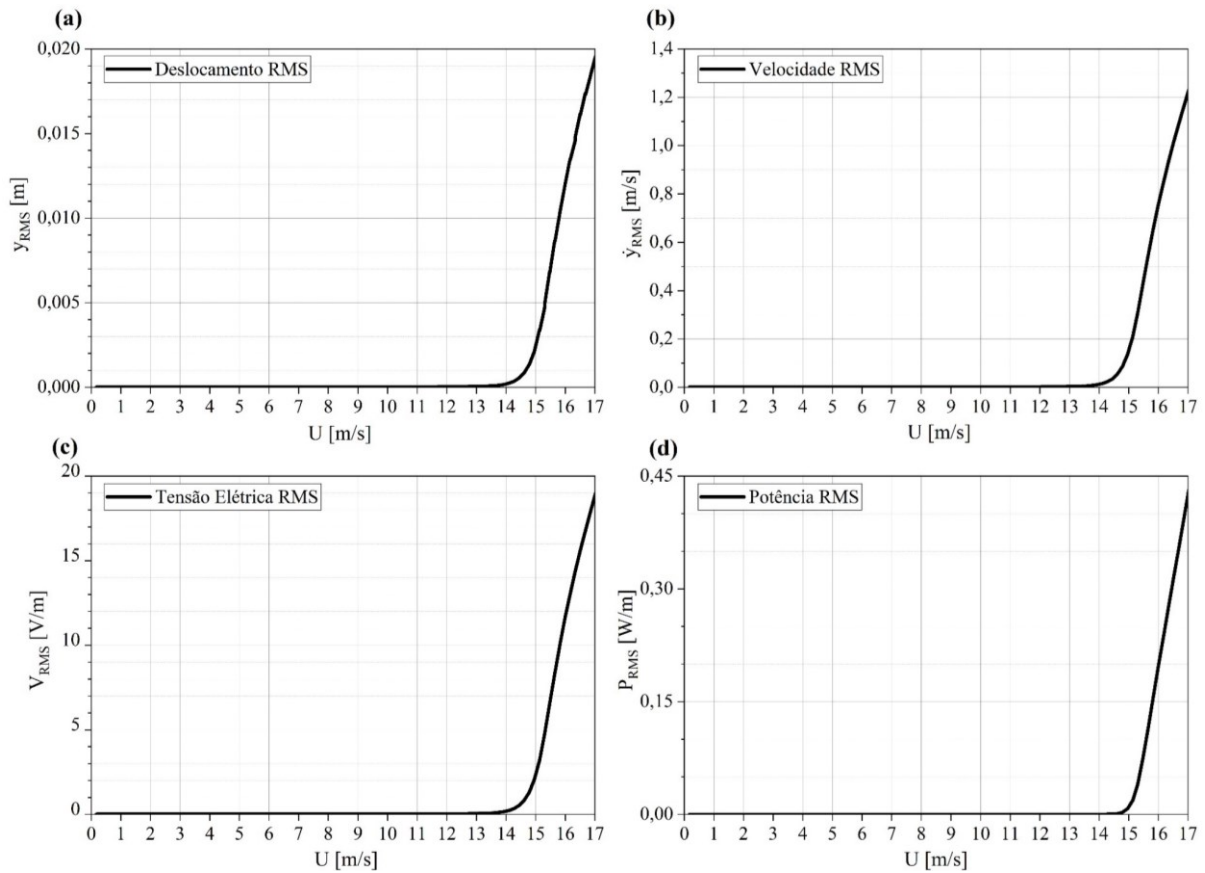 (a)
Deslocamento RMS
0,020
0,015
0,010
0,005
0,000
y_RMS [m]
0 1 2 3 4 5 6 7 8 9 10 11 12 13 14 15 16 17
U [m/s]
(b)
Velocidade RMS
1,4
1,2
1,0
0,8
0,6
0,4
0,2
0,0
ẏ_RMS [m/s]
0 1 2 3 4 5 6 7 8 9 10 11 12 13 14 15 16 17
U [m/s]
(c)
Tensão Elétrica RMS
20
15
10
5
0
V_RMS [V/m]
0 1 2 3 4 5 6 7 8 9 10 11 12 13 14 15 16 17
U [m/s]
(d)
Potência RMS
0,45
0,30
0,15
0,00
P_RMS [W/m]
0 1 2 3 4 5 6 7 8 9 10 11 12 13 14 15 16 17
U [m/s]